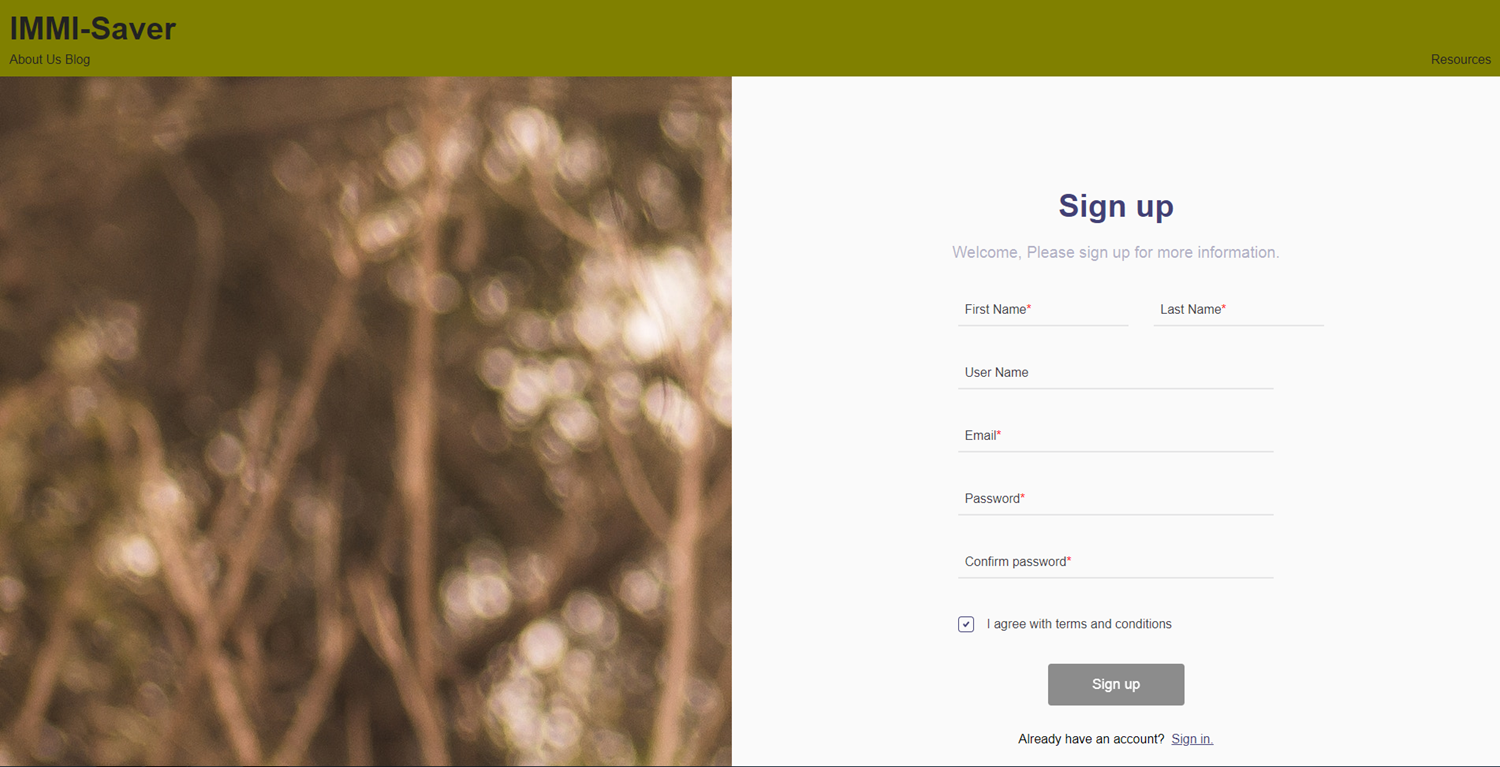 IMMI-Saver
About Us Blog
Resources
Sign up
Welcome, Please sign up for more information.
First Name*
Last Name*
User Name
Email*
Password*
Confirm password*
I agree with terms and conditions
Sign up
Already have an account? Sign in.